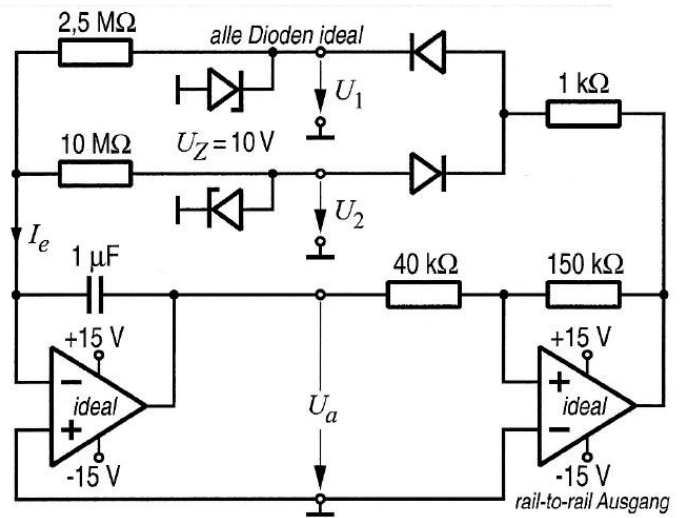 2,5 MΩ
alle Dioden ideal
U1
1 kΩ
10 MΩ
UZ = 10 V
U2
Ie
1 µF
40 kΩ
150 kΩ
+15 V
ideal
-15 V
Ua
+15 V
ideal
-15 V
rail-to-rail Ausgang